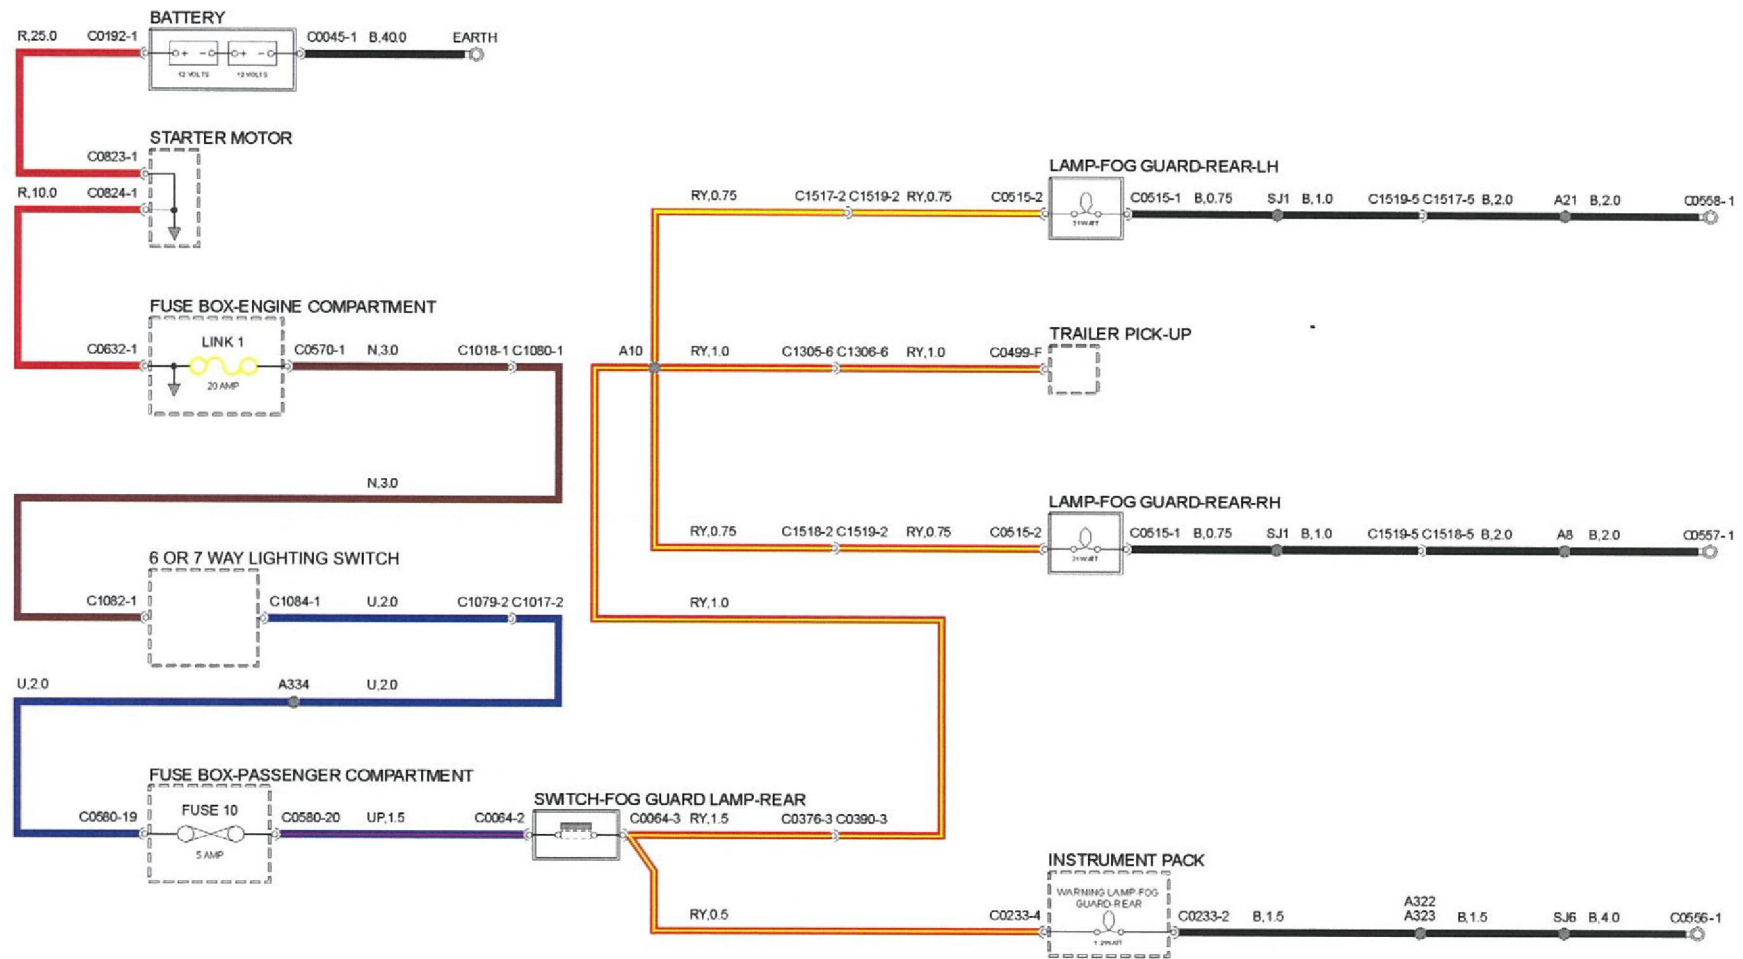 BATTERY
R,25.0 C0192-1 C0045-1 B,40.0 EARTH
12 VOLTS 12 VOLTS
STARTER MOTOR
C0823-1
R,10.0 C0824-1
FUSE BOX-ENGINE COMPARTMENT
LINK 1
C0632-1 C0570-1 N,3.0 C1018-1 C1080-1
20 AMP
N,3.0
6 OR 7 WAY LIGHTING SWITCH
C1082-1 C1084-1 U,2.0 C1079-2 C1017-2
U,2.0 A334 U,2.0
FUSE BOX-PASSENGER COMPARTMENT
FUSE 10
C0580-19 C0580-20 UP,1.5 C0064-2
5 AMP
SWITCH-FOG GUARD LAMP-REAR
C0064-3 RY,1.5 C0376-3 C0390-3
LAMP-FOG GUARD-REAR-LH
RY,0.75 C1517-2 C1519-2 RY,0.75 C0515-2 C0515-1 B,0.75 SJ1 B,1.0 C1519-5 C1517-5 B,2.0 A21 B,2.0 C0558-1
21WATT
TRAILER PICK-UP
A10 RY,1.0 C1305-6 C1306-6 RY,1.0 C0499-F
LAMP-FOG GUARD-REAR-RH
RY,0.75 C1518-2 C1519-2 RY,0.75 C0515-2 C0515-1 B,0.75 SJ1 B,1.0 C1519-5 C1518-5 B,2.0 A8 B,2.0 C0557-1
21WATT
RY,1.0
INSTRUMENT PACK
WARNING LAMP-FOG
GUARD-REAR
RY,0.5 C0233-4 C0233-2 B,1.5 A322
A323 B,1.5 SJ6 B,4.0 C0556-1
1.2WATT